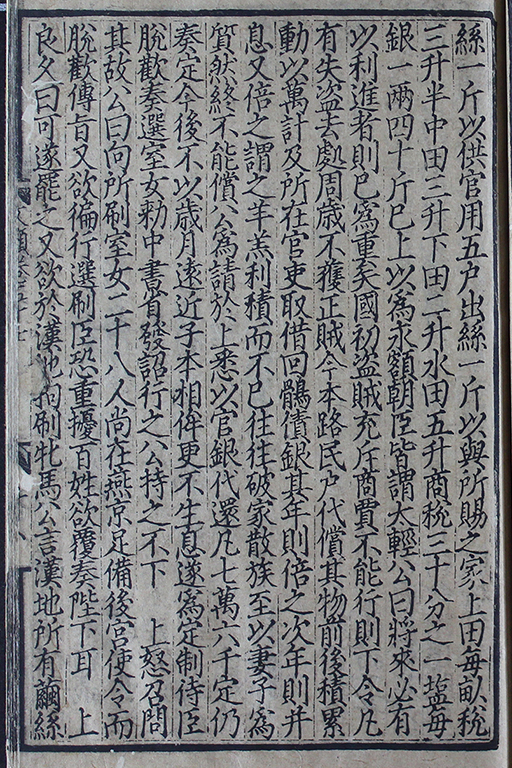 絲一斤以供官用五戶出絲一斤以與所賜之家上田每畝稅
三升半中田三升下田二升水田五升商稅三十分之一塩每
銀一兩四十斤已上以爲永額朝臣皆謂太輕公曰將來必有
以利進者則已爲重矣國初盜賊充斥商賈不能行則下令凡
有失盜去處周歲不獲正賊令本路民戶代償其物前後積累
動以萬計及所在官吏取借回鶻債銀其年則倍之次年則并
息又倍之謂之羊羔利積而不已往往破家散族至以妻子爲
質然終不能償公爲請於上悉以官銀代還凡七萬六千定仍
奏定今後不以歲月遠近子本相侔更不生息遂爲定制侍臣
脫歡奏選室女勑中書省發詔行之公持之不下 上怒召問
其故公曰向所刷室女二十八人尚在燕京足備後宮使令而
脫歡傳旨又欲徧行選刷臣恐重擾百姓欲覆奏陛下耳 上
良久曰可遂罷之又欲於漢地拘刷牝馬公言漢地所有繭絲